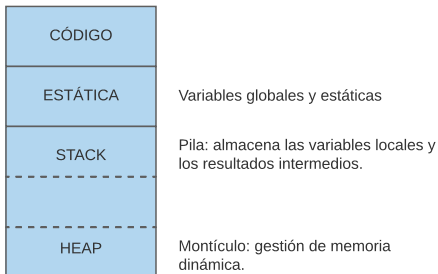 CÓDIGO
ESTÁTICA
Variables globales y estáticas
STACK
Pila: almacena las variables locales y
los resultados intermedios.
HEAP
Montículo: gestión de memoria
dinámica.